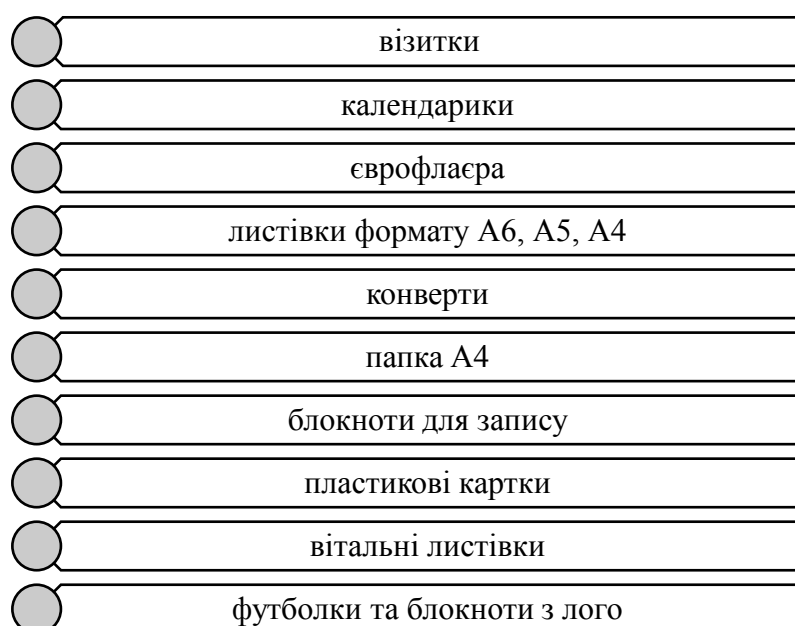 візитки
календарики
єврофлаєра
листівки формату А6, А5, А4
конверти
папка А4
блокноти для запису
пластикові картки
вітальні листівки
футболки та блокноти з лого